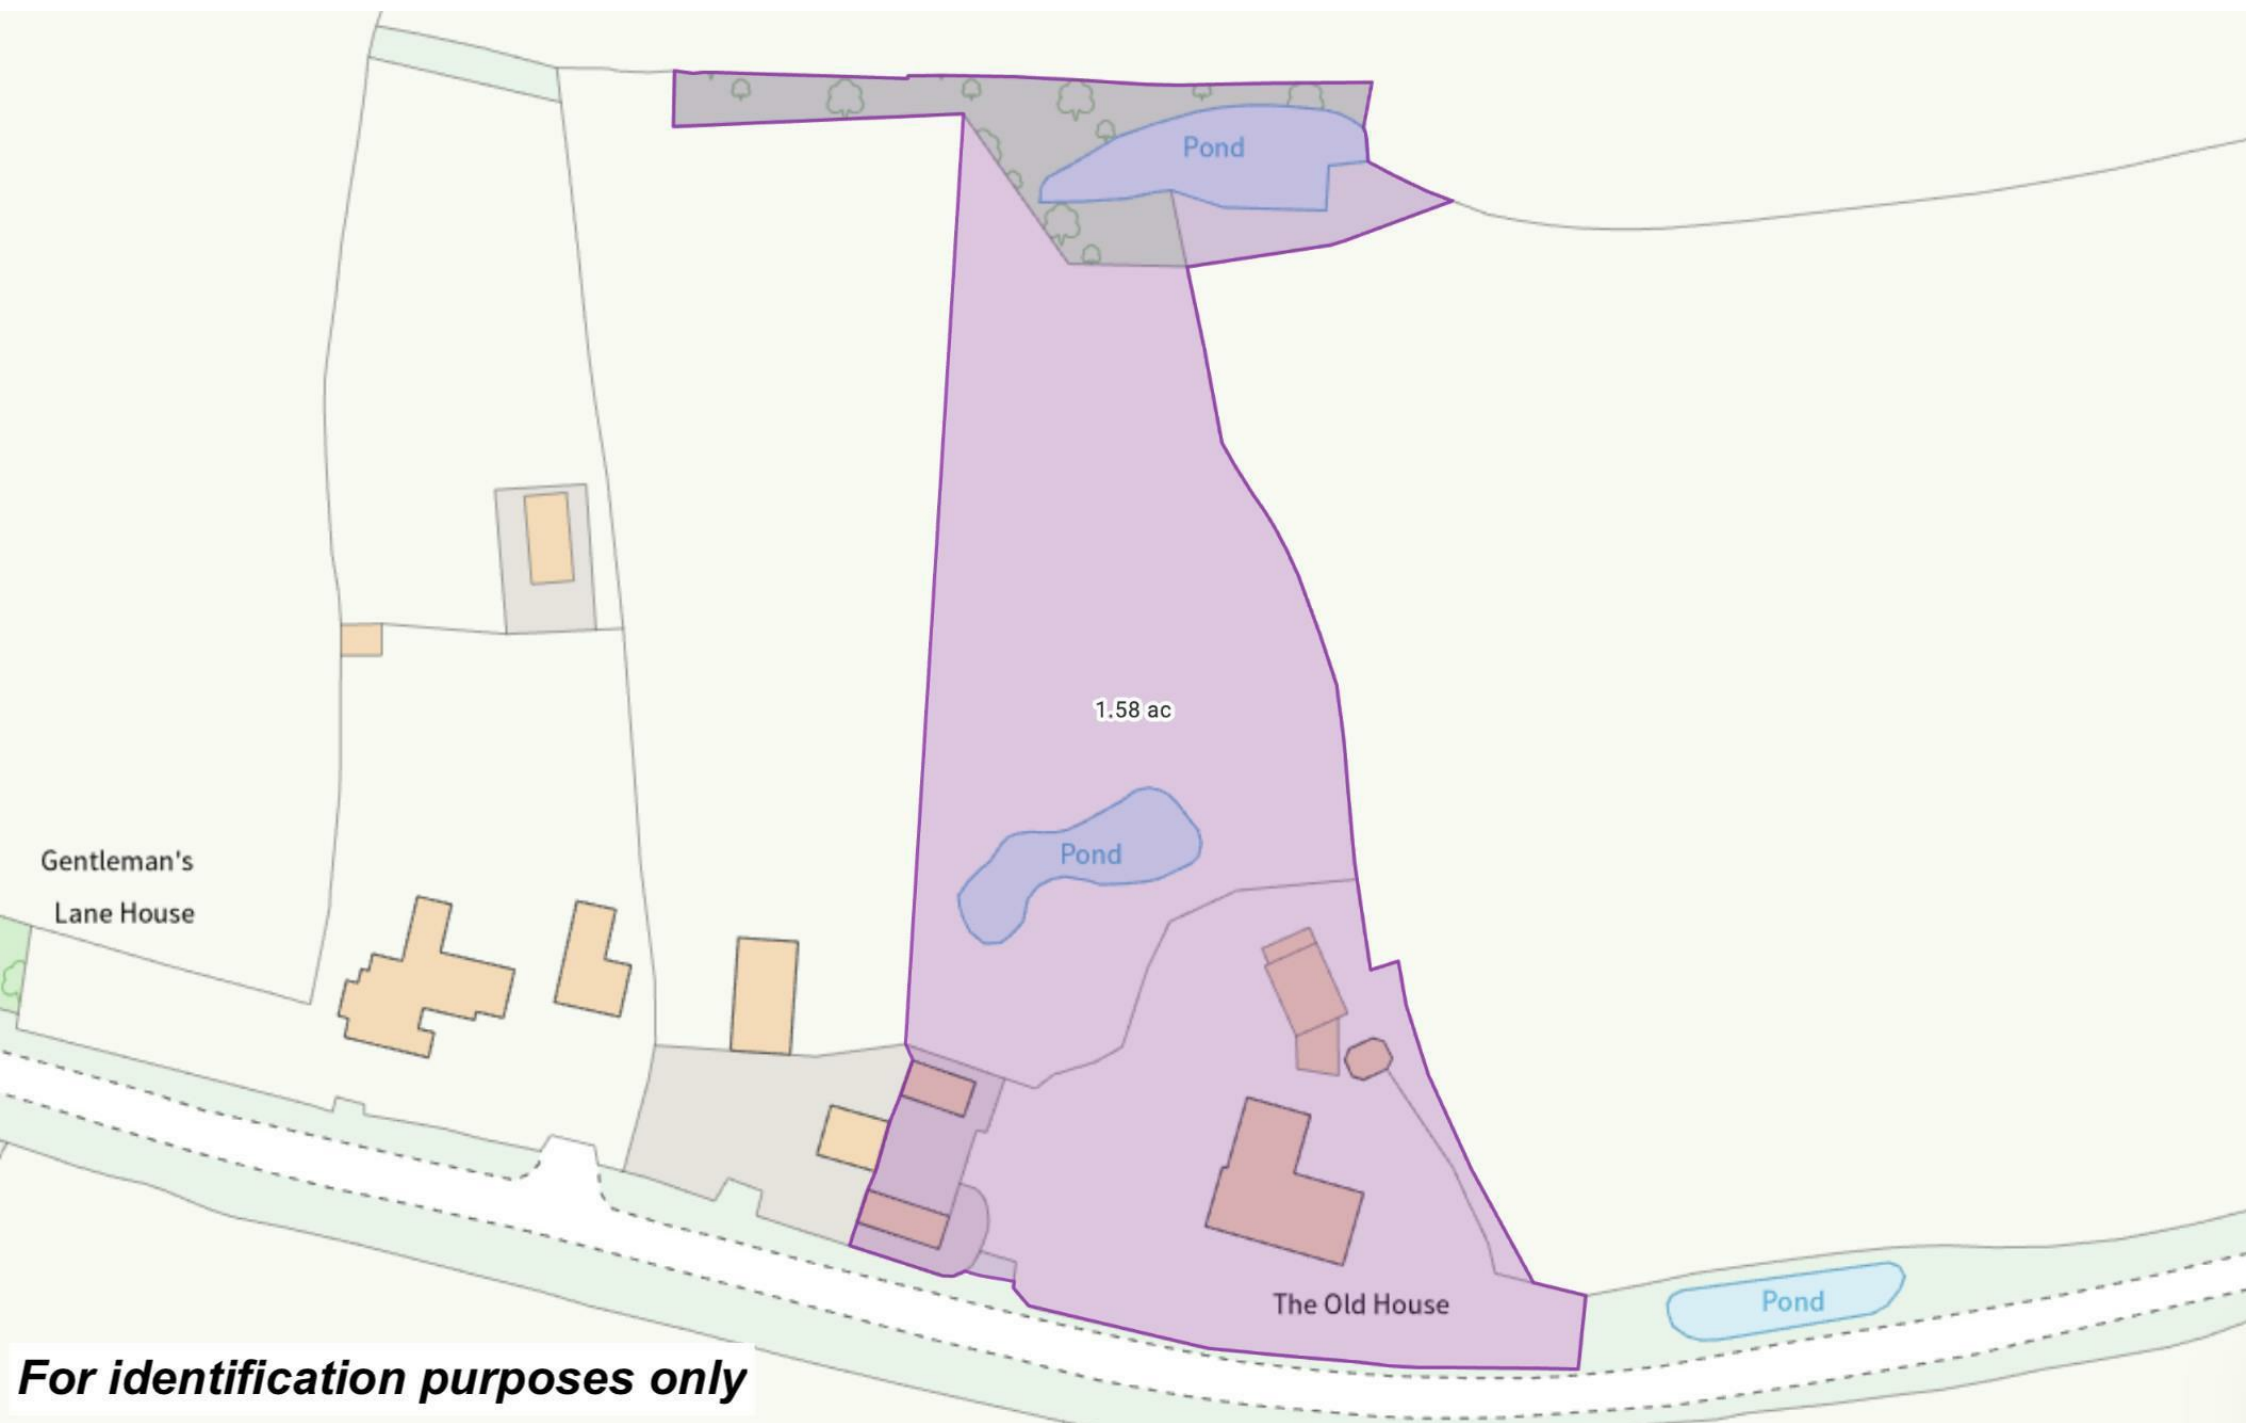 Pond
1.58 ac
Pond
Gentleman's
Lane House
The Old House
Pond
For identification purposes only